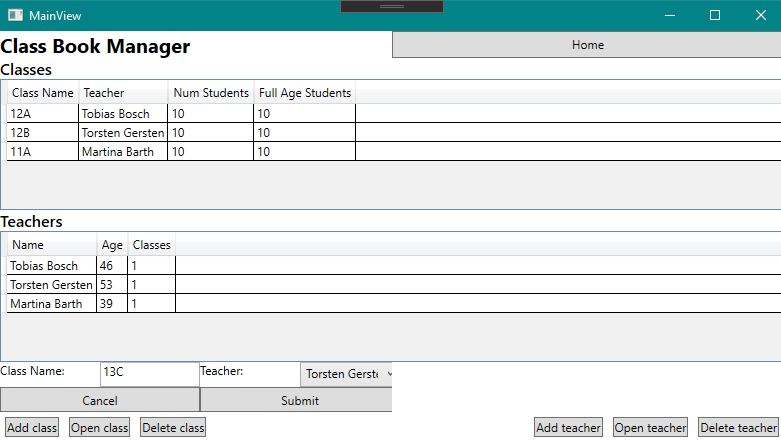 MainView
Class Book Manager Home
Classes
Class Name Teacher Num Students Full Age Students
12A Tobias Bosch 10 10
12B Torsten Gersten 10 10
11A Martina Barth 10 10
Teachers
Name Age Classes
Tobias Bosch 46 1
Torsten Gersten 53 1
Martina Barth 39 1
Class Name: 13C Teacher: Torsten Gerste
Cancel Submit
Add class Open class Delete class Add teacher Open teacher Delete teacher